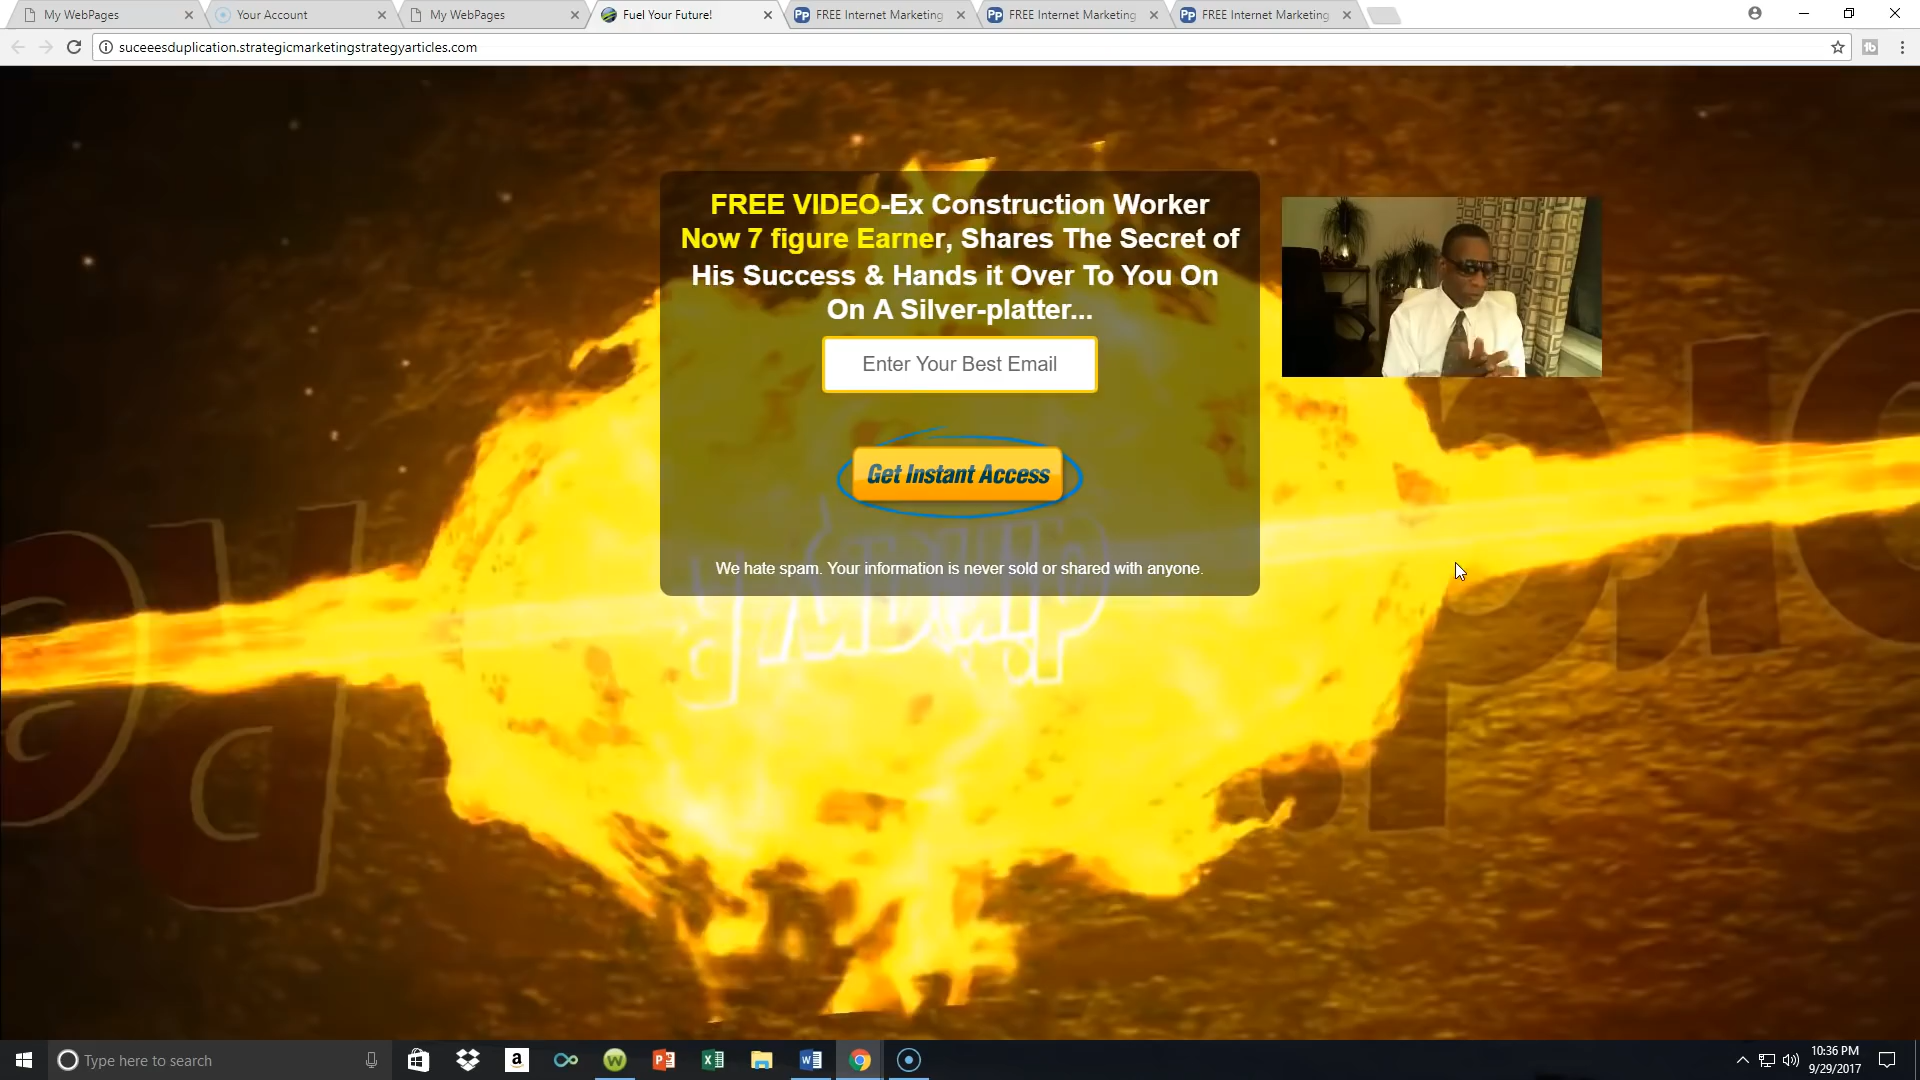 My WebPages
Your Account
My WebPages
Fuel Your Future!
FREE Internet Marketing
FREE Internet Marketing
FREE Internet Marketing
suceeesduplication.strategicmarketingstrategyarticles.com
FREE VIDEO-Ex Construction Worker
Now 7 figure Earner, Shares The Secret of
His Success & Hands it Over To You On
On A Silver-platter...
Enter Your Best Email
Get Instant Access
We hate spam. Your information is never sold or shared with anyone.
Type here to search
10:36 PM
9/29/2017